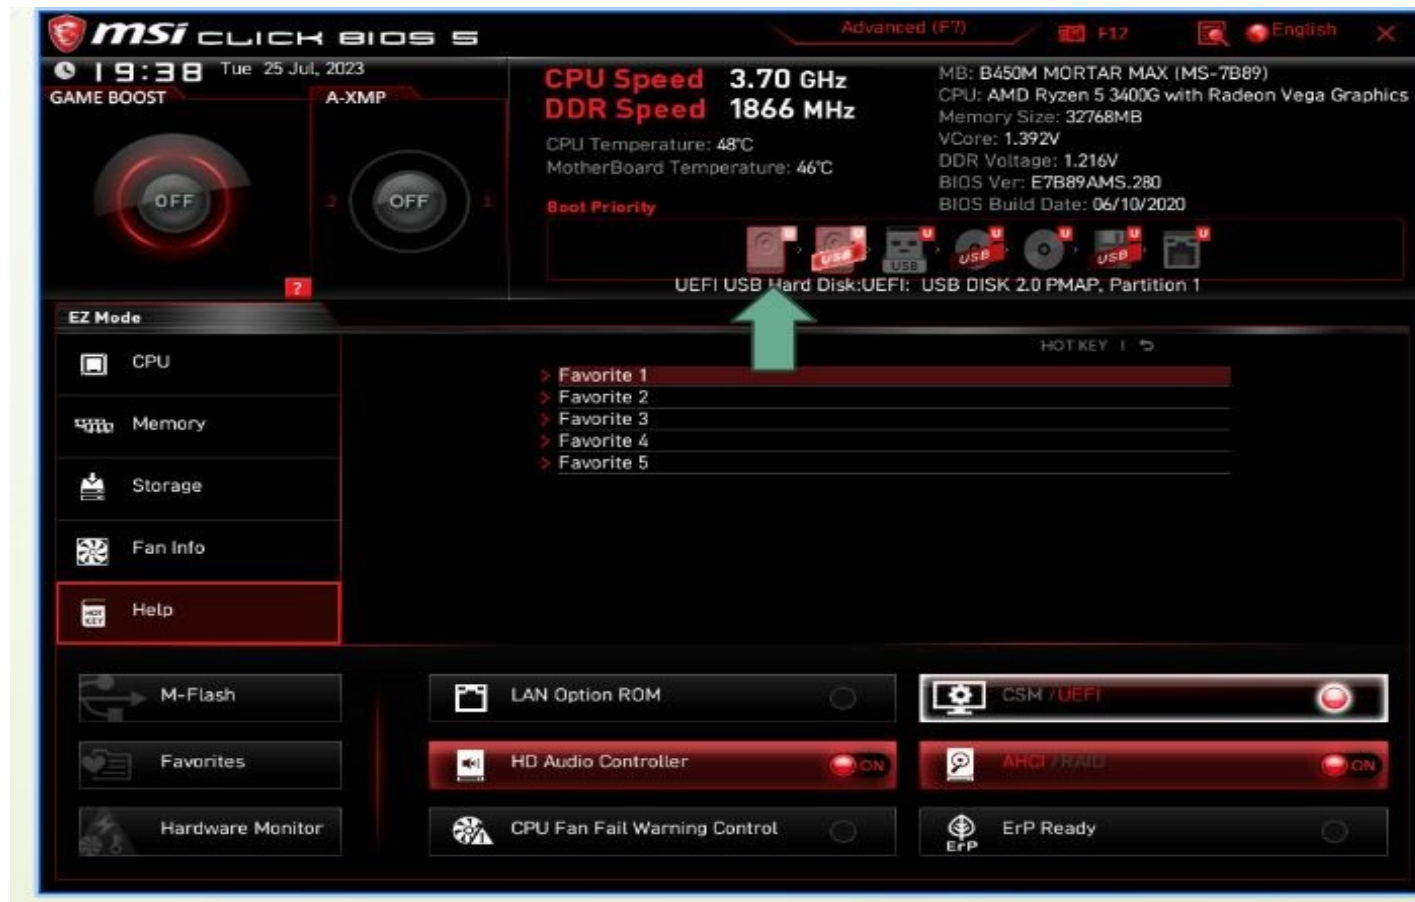 msi CLICK BIOS 5
Advanced (F7)
F12
English
19:38 Tue 25 Jul, 2023
GAME BOOST
A-XMP
OFF
2
OFF
1
?
CPU Speed 3.70 GHz
DDR Speed 1866 MHz
CPU Temperature: 48°C
MotherBoard Temperature: 46°C
MB: B450M MORTAR MAX (MS-7B89)
CPU: AMD Ryzen 5 3400G with Radeon Vega Graphics
Memory Size: 32768MB
VCore: 1.392V
DDR Voltage: 1.216V
BIOS Ver: E7B89AMS.280
BIOS Build Date: 06/10/2020
Boot Priority
U U U U U U U
USB USB USB USB
UEFI USB Hard Disk:UEFI: USB DISK 2.0 PMAP, Partition 1
EZ Mode
CPU
Memory
Storage
Fan Info
HOT KEY
Help
HOT KEY |
> Favorite 1
> Favorite 2
> Favorite 3
> Favorite 4
> Favorite 5
M-Flash
Favorites
Hardware Monitor
LAN Option ROM
HD Audio Controller ON
CPU Fan Fail Warning Control
CSM /UEFI
AHCI /RAID ON
ErP Ready
ErP